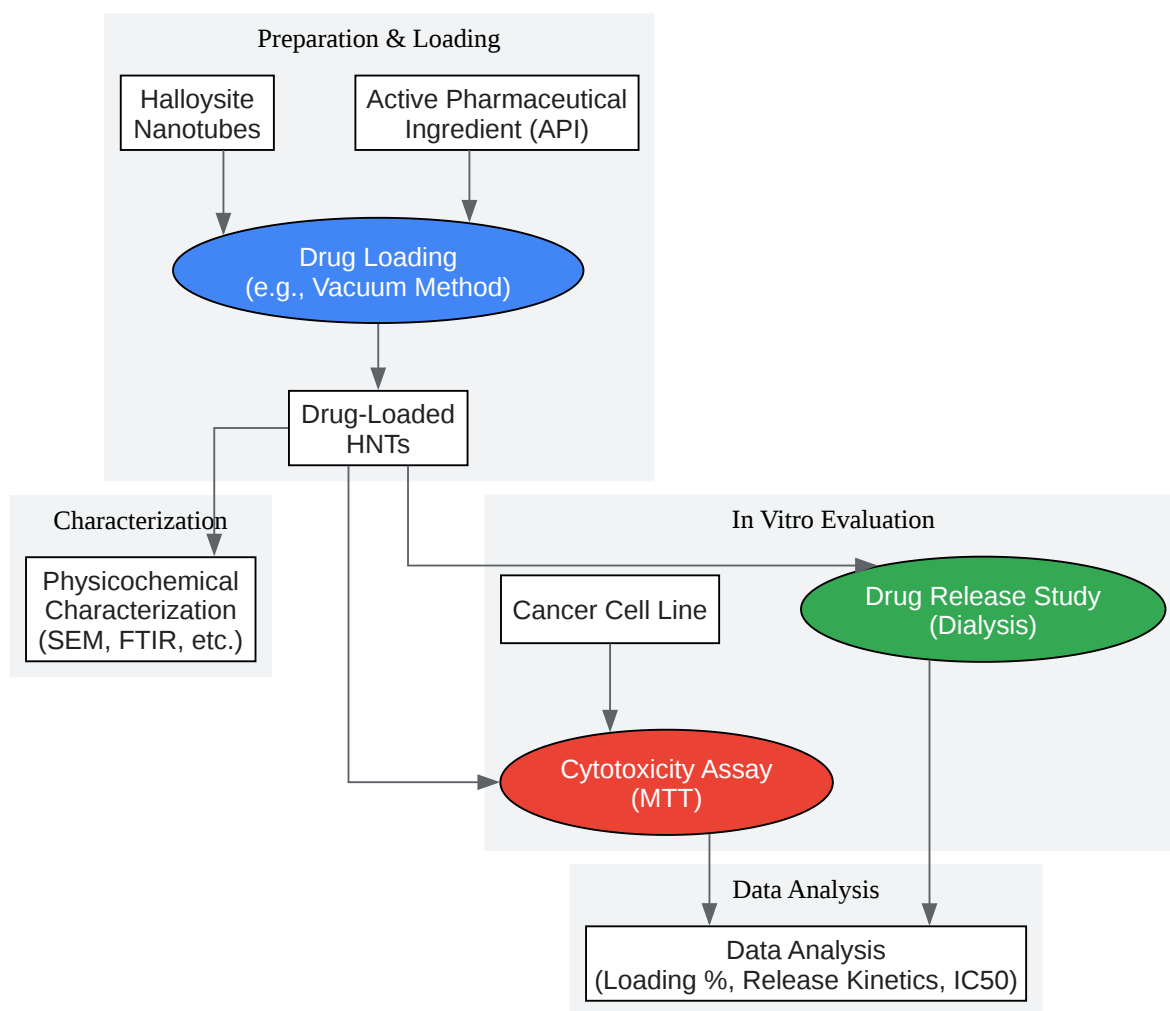 Preparation & Loading
Halloysite
Nanotubes
Active Pharmaceutical
Ingredient (API)
Drug Loading
(e.g., Vacuum Method)
Drug-Loaded
HNTs
Characterization
Physicochemical
Characterization
(SEM, FTIR, etc.)
In Vitro Evaluation
Cancer Cell Line
Drug Release Study
(Dialysis)
Cytotoxicity Assay
(MTT)
Data Analysis
Data Analysis
(Loading %, Release Kinetics, IC50)